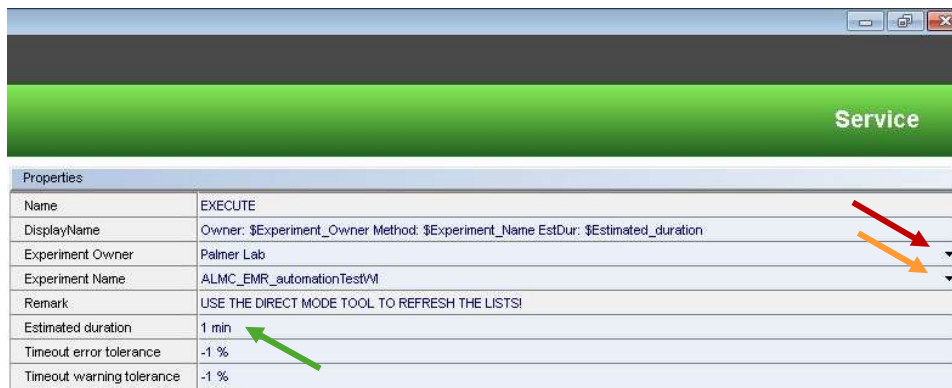 Service
Properties
Name EXECUTE
DisplayName Owner: $Experiment_Owner Method: $Experiment_Name EstDur: $Estimated_duration
Experiment Owner Palmer Lab
Experiment Name ALMC_EMR_automationTestWI
Remark USE THE DIRECT MODE TOOL TO REFRESH THE LISTS!
Estimated duration 1 min
Timeout error tolerance -1 %
Timeout warning tolerance -1 %